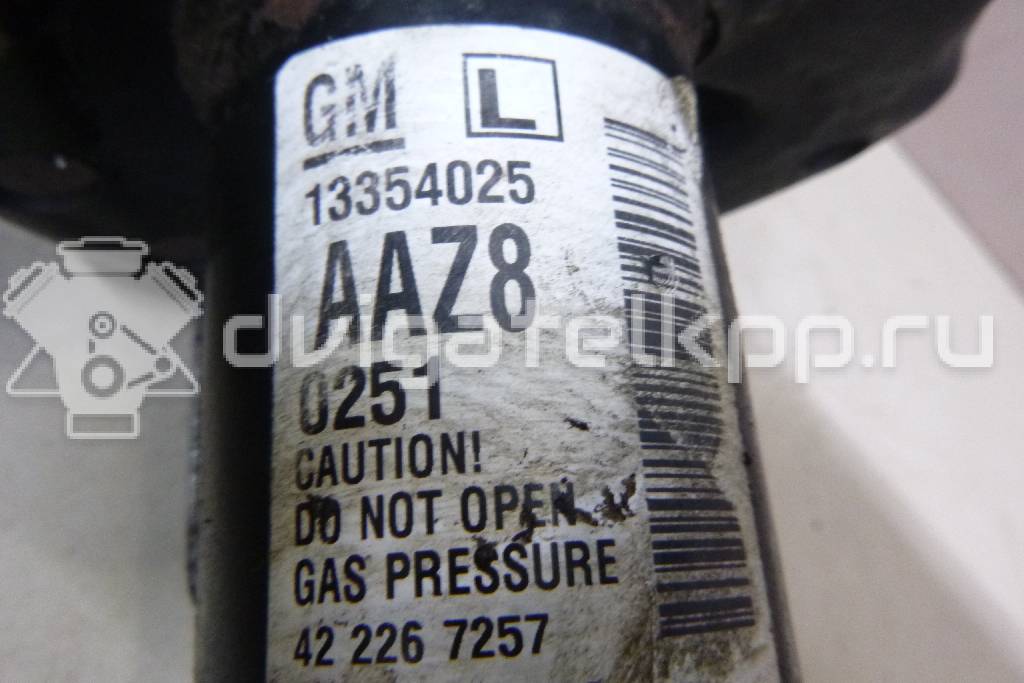 GM L
13354025
AAZ8
0251
CAUTION!
DO NOT OPEN
GAS PRESSURE
42 226 7257
dvigatelkpp.ru